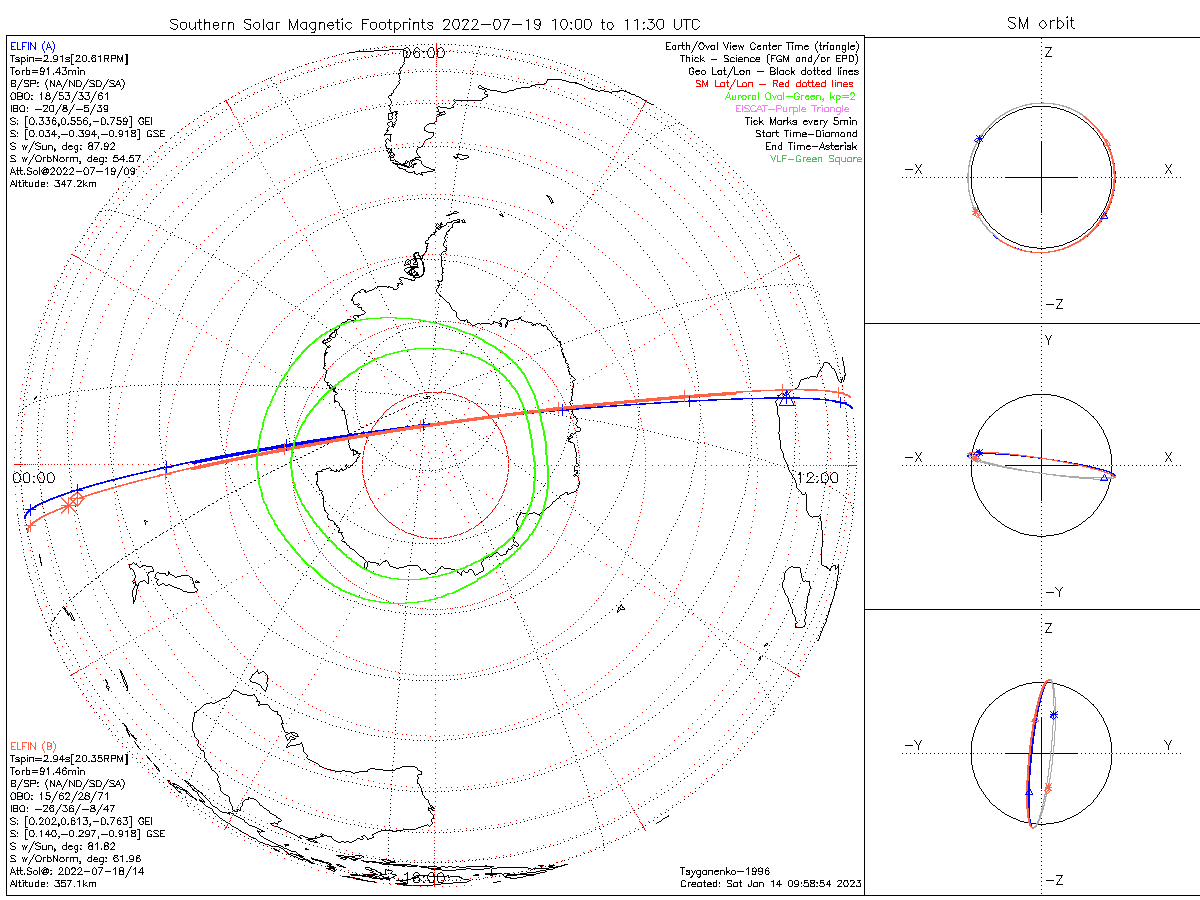 Southern Solar Magnetic Footprints 2022-07-19 10:00 to 11:30 UTC
SM orbit
ELFIN (A)
Tspin=2.91s[20.61RPM]
Torb=91.43min
B/SP: (NA/ND/SD/SA)
OBO: 18/53/33/61
IBO: -20/8/-5/39
S: [0.336,0.556,-0.759] GEI
S: [0.034,-0.394,-0.918] GSE
S w/Sun, deg: 87.92
S w/OrbNorm, deg: 54.57
Att.Sol@2022-07-19/09
Altitude: 347.2km
Earth/Oval View Center Time (triangle)
Thick - Science (FGM and/or EPD)
Geo Lat/Lon - Black dotted lines
SM Lat/Lon - Red dotted lines
Auroral Oval-Green, kp=2
EISCAT-Purple Triangle
Tick Marks every 5min
Start Time-Diamond
End Time-Asterisk
VLF-Green Square
06:00
00:00
12:00
18:00
Z
-X
X
-Z
Y
-X
X
-Y
Z
-Y
Y
-Z
ELFIN (B)
Tspin=2.94s[20.35RPM]
Torb=91.46min
B/SP: (NA/ND/SD/SA)
OBO: 15/62/28/71
IBO: -26/36/-8/47
S: [0.202,0.613,-0.763] GEI
S: [0.140,-0.297,-0.918] GSE
S w/Sun, deg: 81.82
S w/OrbNorm, deg: 61.96
Att.Sol@: 2022-07-18/14
Altitude: 357.1km
Tsyganenko-1996
Created: Sat Jan 14 09:58:54 2023